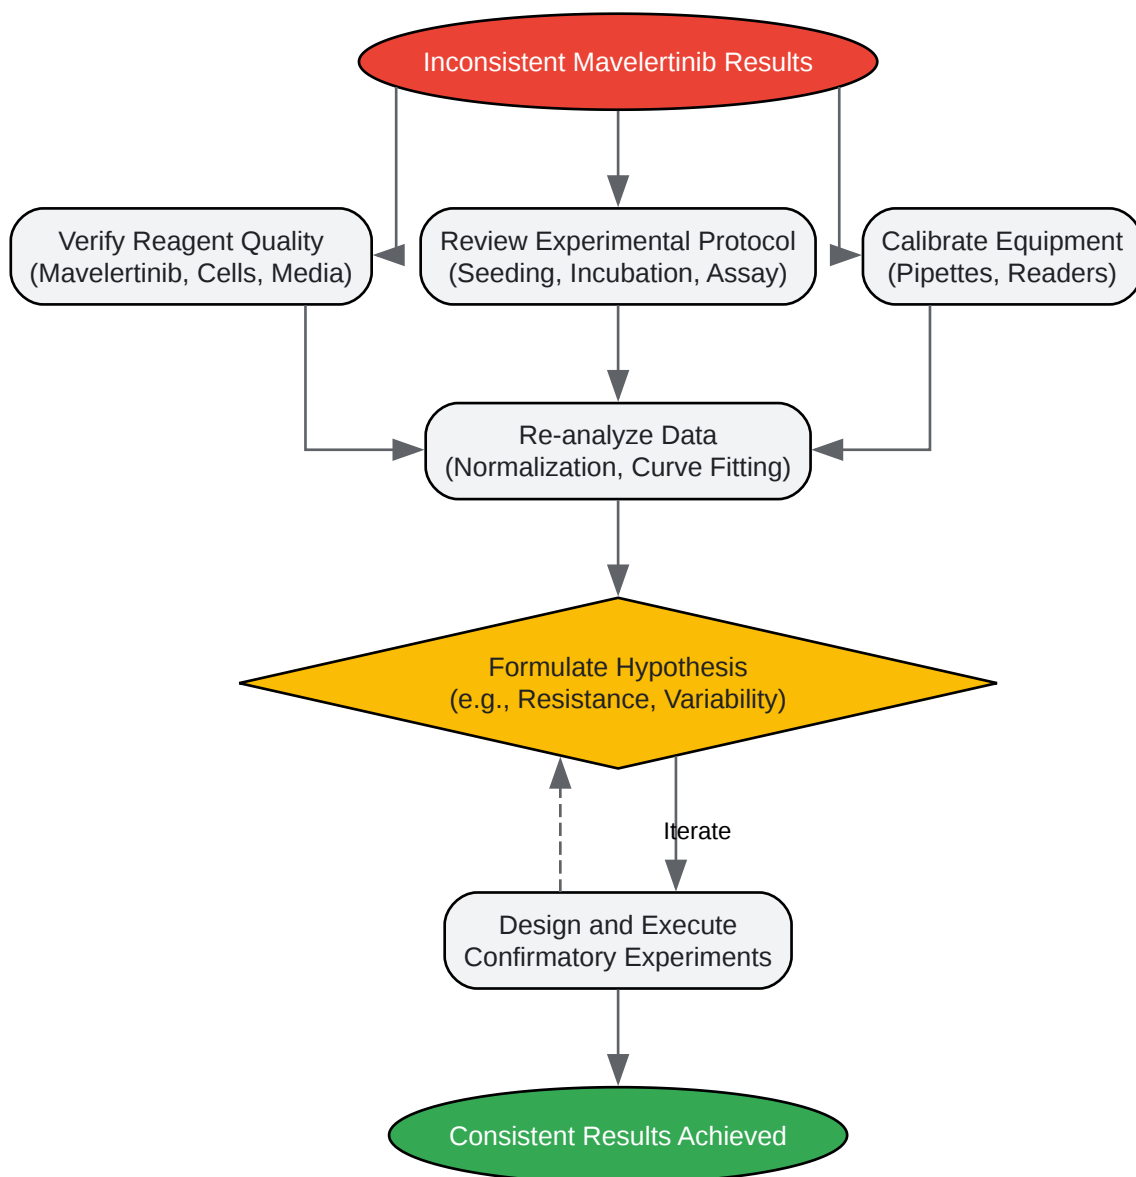 Inconsistent Mavelertinib Results
Verify Reagent Quality
(Mavelertinib, Cells, Media)
Review Experimental Protocol
(Seeding, Incubation, Assay)
Calibrate Equipment
(Pipettes, Readers)
Re-analyze Data
(Normalization, Curve Fitting)
Formulate Hypothesis
(e.g., Resistance, Variability)
Iterate
Design and Execute
Confirmatory Experiments
Consistent Results Achieved